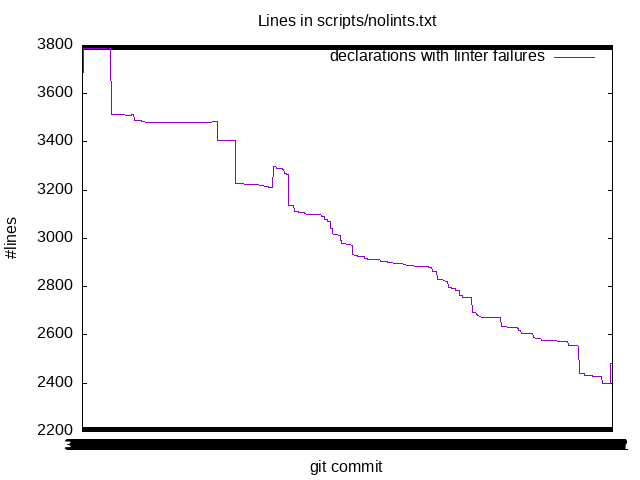 Lines in scripts/nolints.txt
declarations with linter failures
3800
3600
3400
3200
3000
2800
2600
2400
2200
#lines
git commit